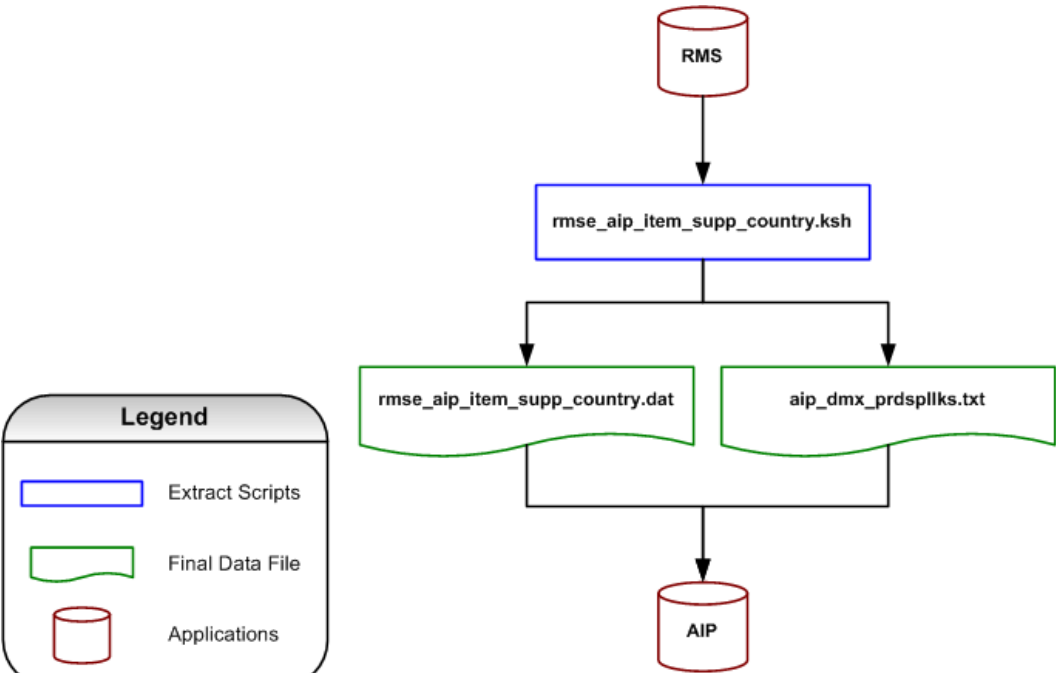 RMS
rmse_aip_item_supp_country.ksh
rmse_aip_item_supp_country.dat
aip_dmx_prdspllks.txt
AIP
Legend
Extract Scripts
Final Data File
Applications